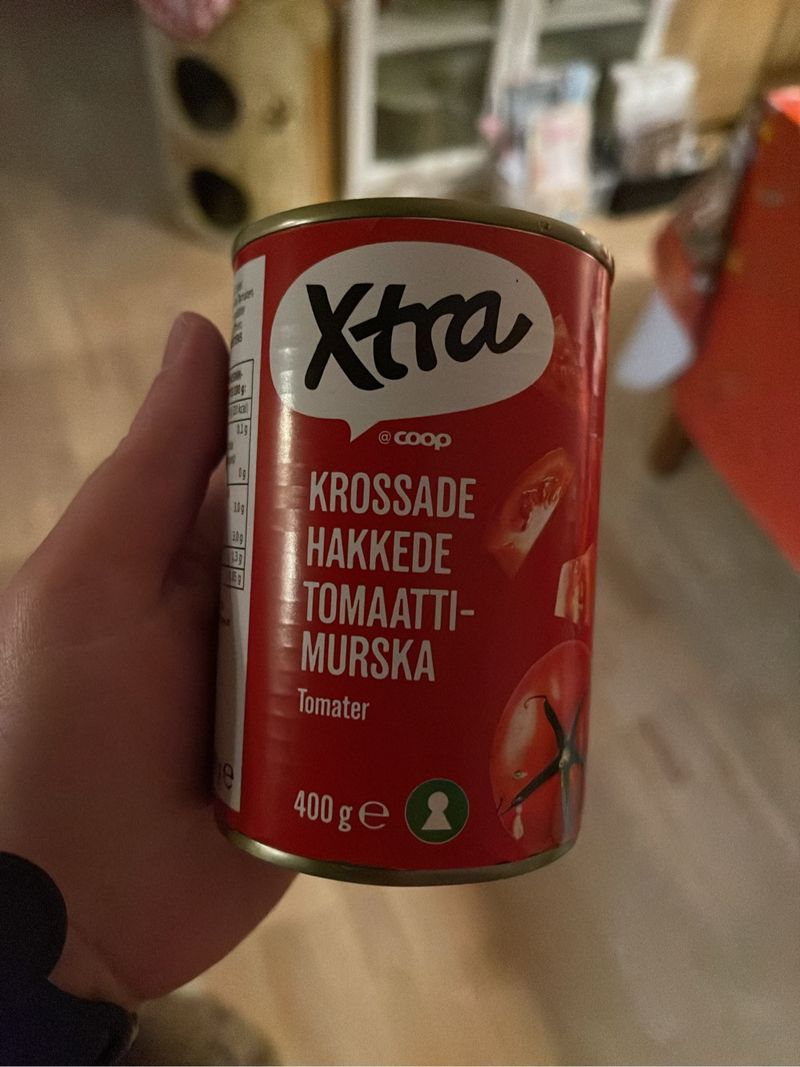 Xtra
@coop
KROSSADE
HAKKEDE
TOMAATTI-
MURSKA
Tomater
400 g e